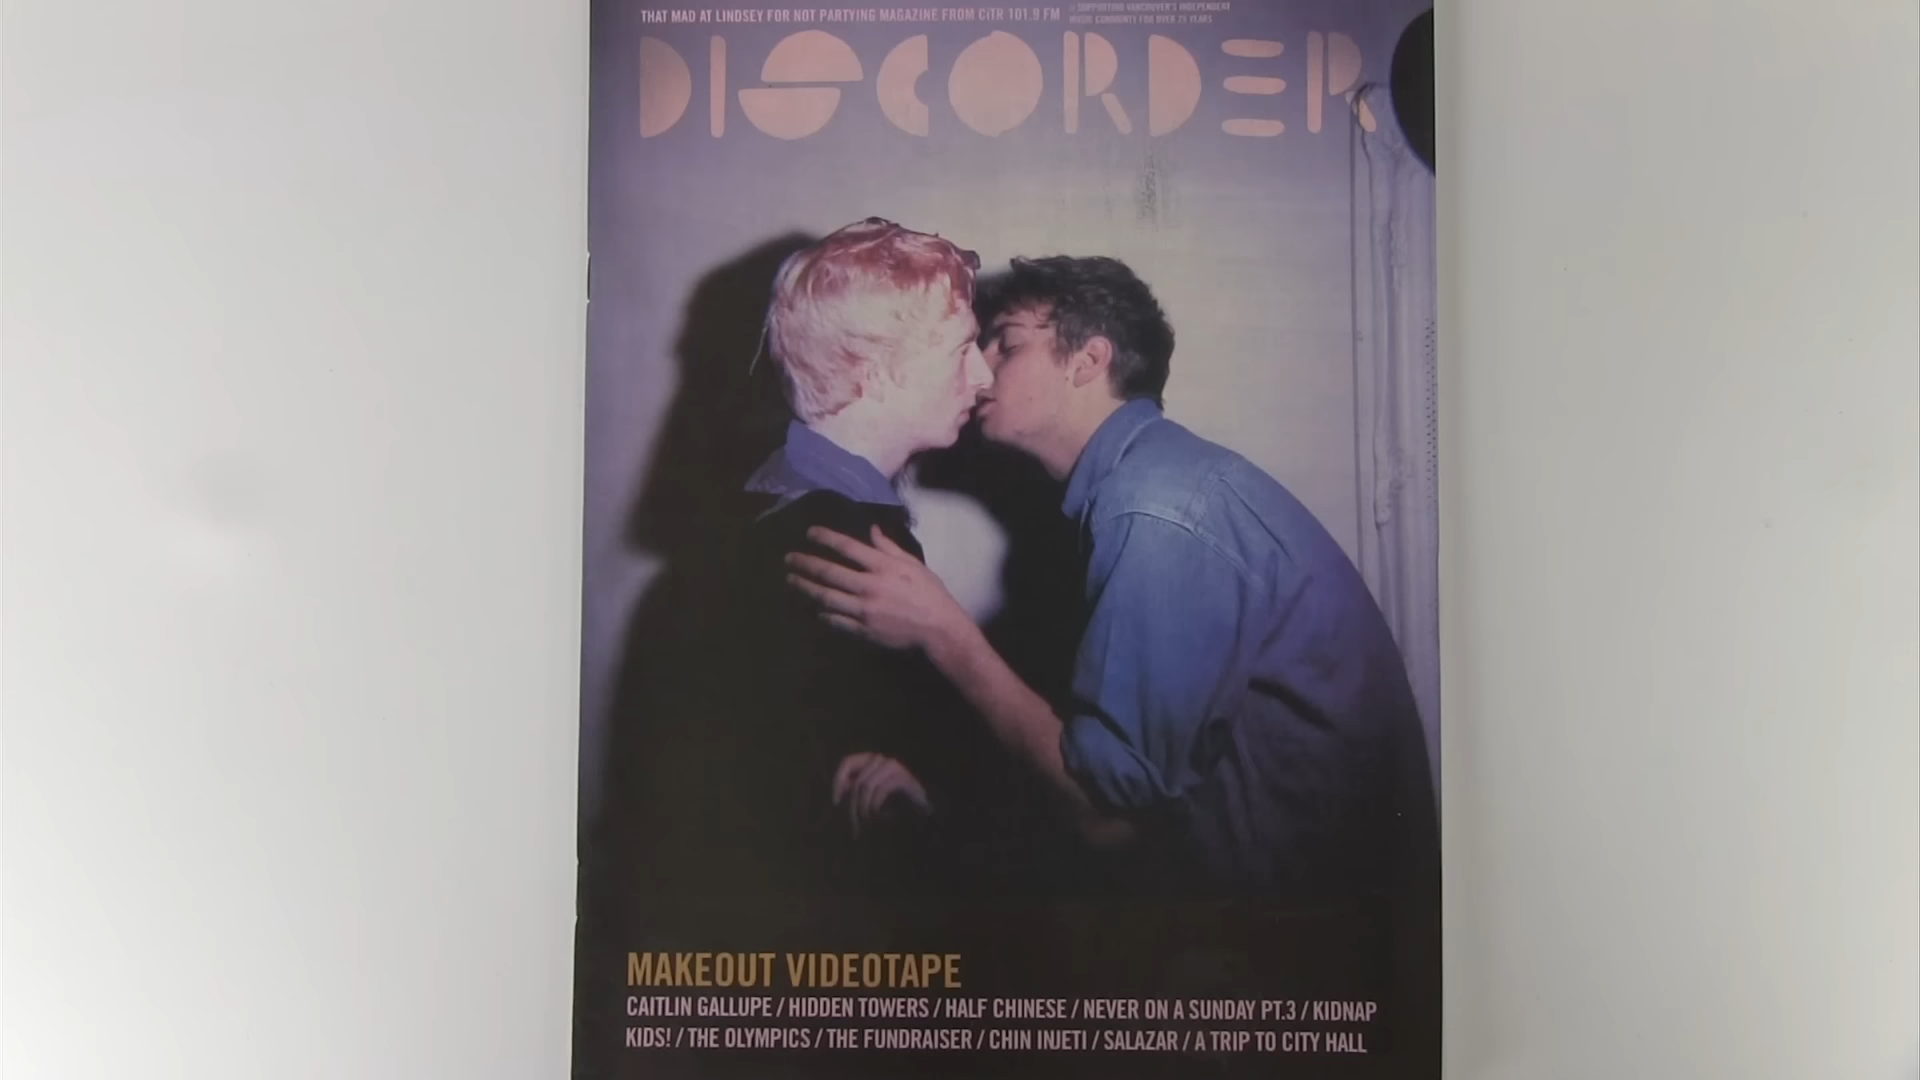 THAT MAD AT LINDSEY FOR NOT PARTYING MAGAZINE FROM CiTR 101.9 FM
SUPPORTING VANCOUVER'S INDEPENDENT
MUSIC COMMUNITY FOR OVER 25 YEARS
DISCORDER
MAKEOUT VIDEOTAPE
CAITLIN GALLUPE / HIDDEN TOWERS / HALF CHINESE / NEVER ON A SUNDAY PT.3 / KIDNAP
KIDS! / THE OLYMPICS / THE FUNDRAISER / CHIN INJETI / SALAZAR / A TRIP TO CITY HALL